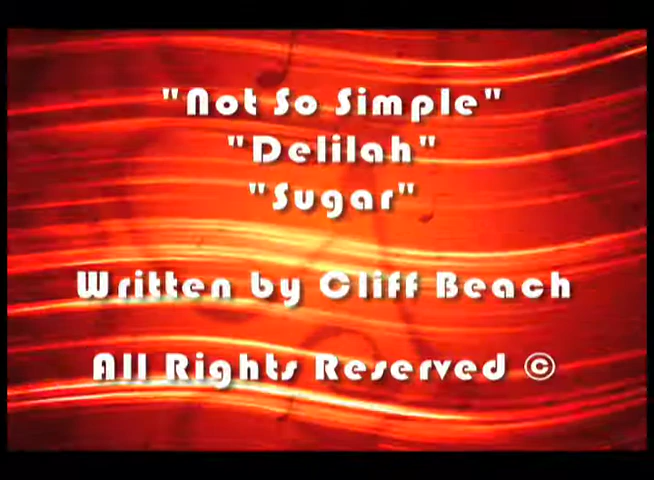 "Not So Simple"
"Delilah"
"Sugar"
Written by Cliff Beach
All Rights Reserved ©